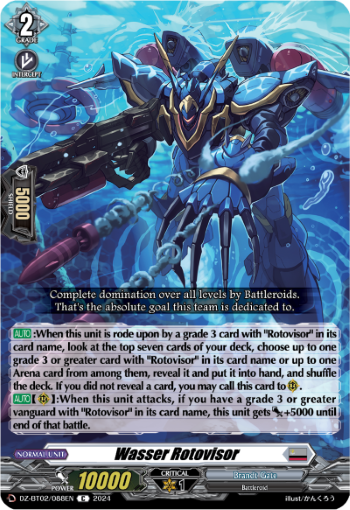 2
GRADE
INTERCEPT
5000
SHIELD
Complete domination over all levels by Battleroids.
That's the absolute goal this team is dedicated to.
AUTO:When this unit is rode upon by a grade 3 card with "Rotovisor" in its
card name, look at the top seven cards of your deck, choose up to one
grade 3 or greater card with "Rotovisor" in its card name or up to one
Arena card from among them, reveal it and put it into hand, and shuffle
the deck. If you did not reveal a card, you may call this card to R.
AUTO(R):When this unit attacks, if you have a grade 3 or greater
vanguard with "Rotovisor" in its card name, this unit gets +5000 until
end of that battle.
NORMAL UNIT
Wasser Rotovisor
POWER 10000
CRITICAL
1
Brandt Gate
Battleroid
DZ-BT02/088EN C 2024
illust/かんくろう